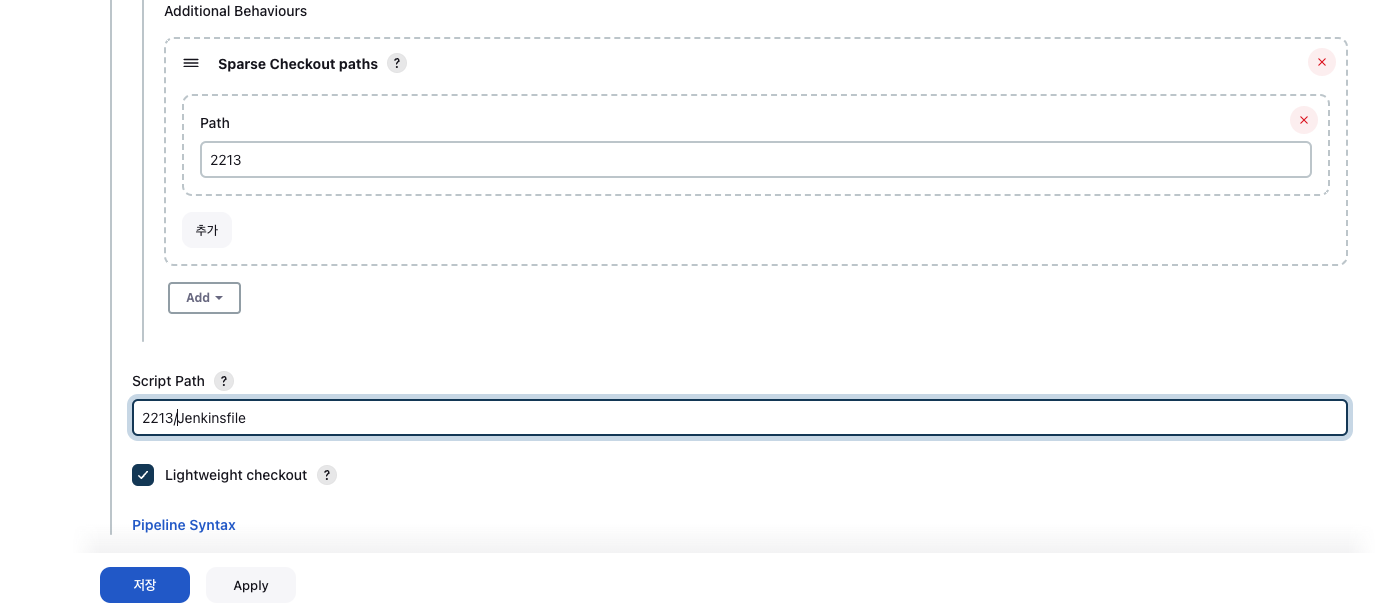 Additional Behaviours
Sparse Checkout paths ?
Path
2213
추가
Add
Script Path ?
2213/Jenkinsfile
Lightweight checkout ?
Pipeline Syntax
저장 Apply